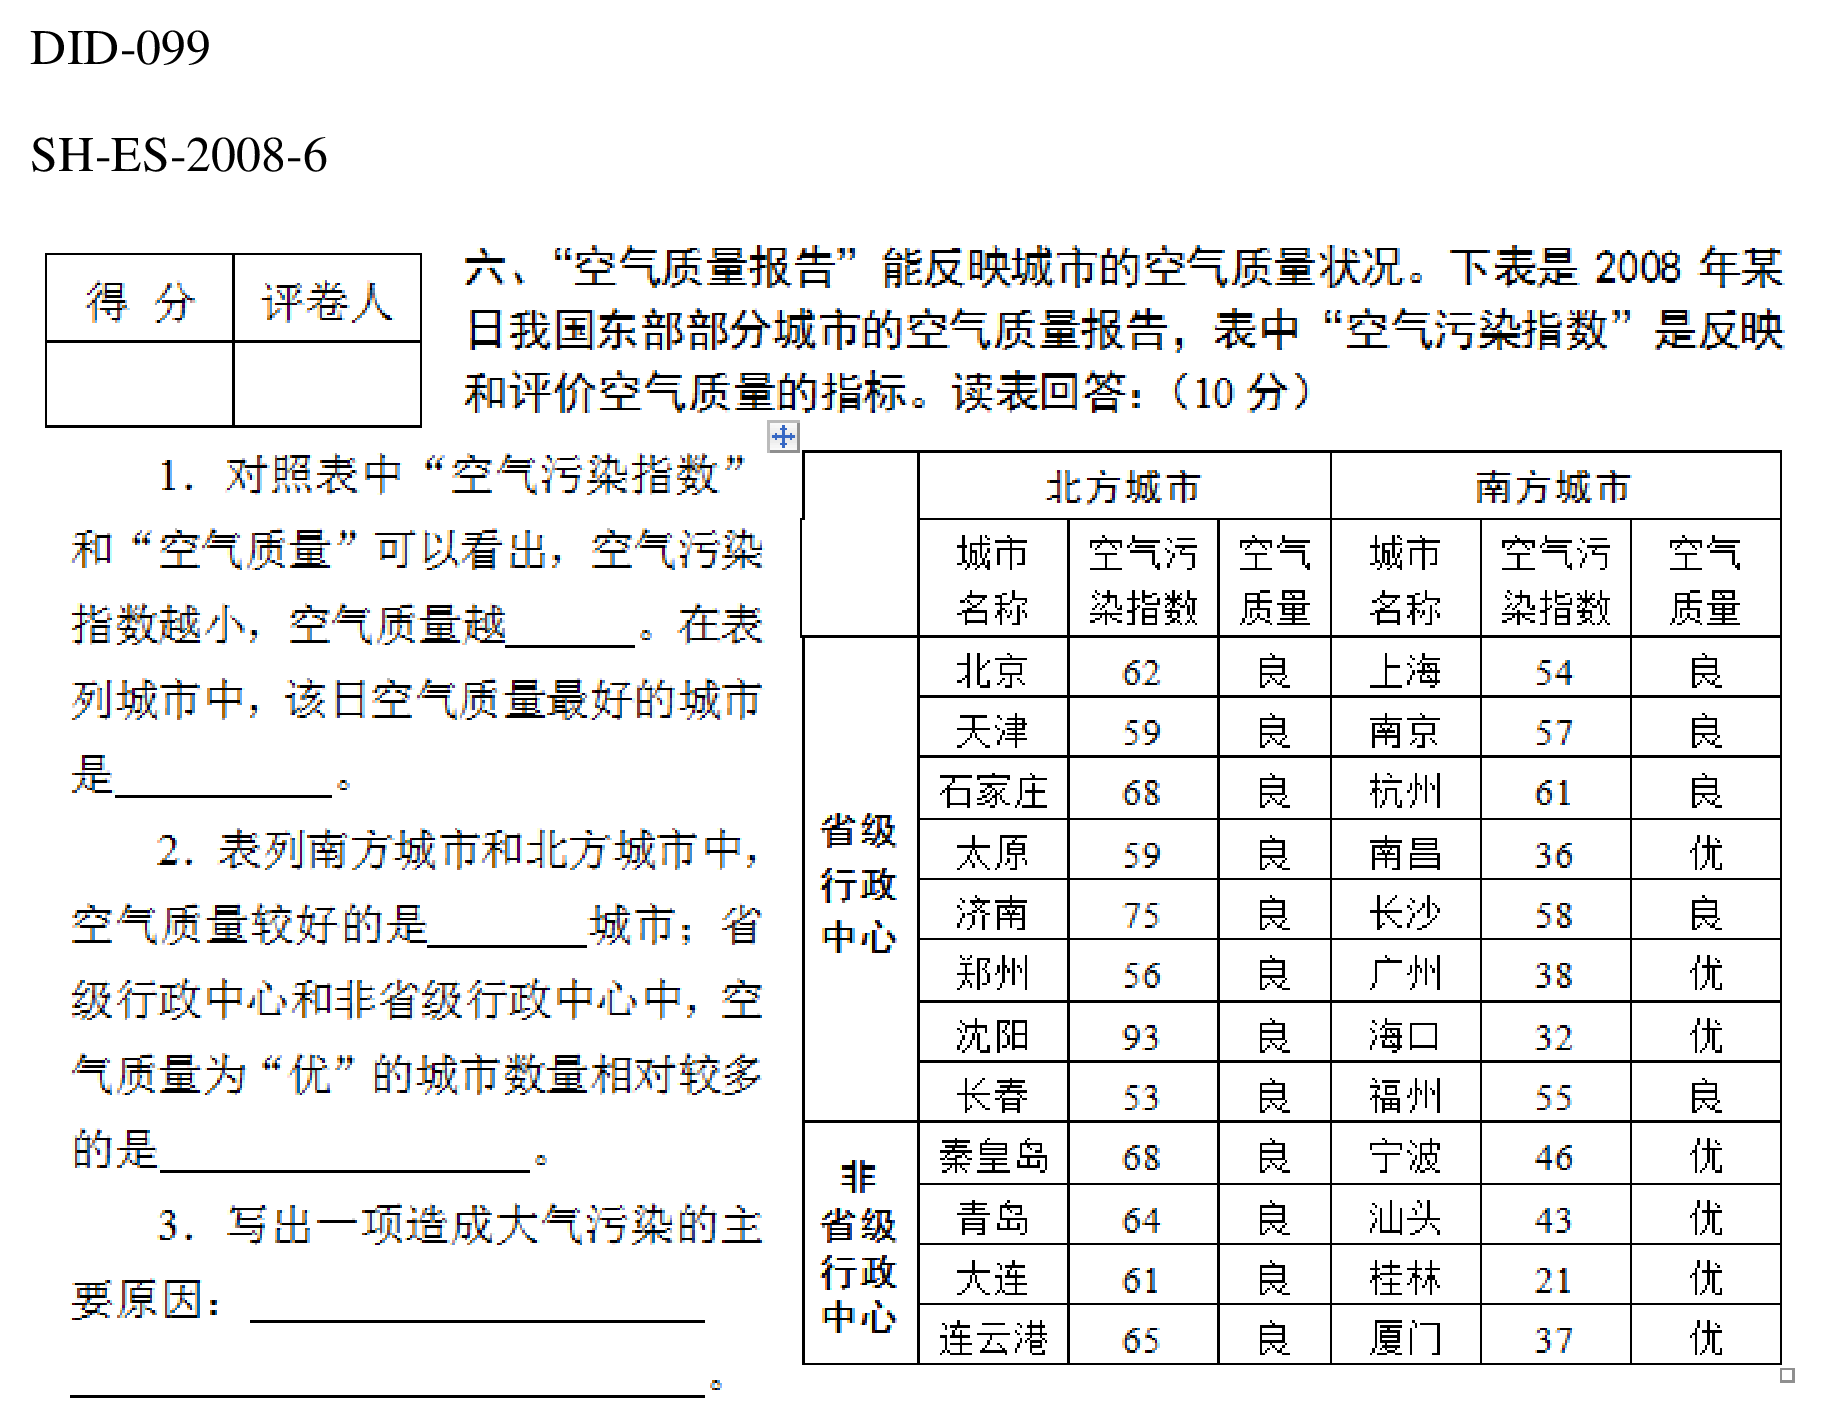 DID-099
SH-ES-2008-6
得 分 评卷人
六、“空气质量报告”能反映城市的空气质量状况。下表是 2008 年某
日我国东部部分城市的空气质量报告，表中“空气污染指数”是反映
和评价空气质量的指标。读表回答：（10 分）
1．对照表中“空气污染指数”
和“空气质量”可以看出，空气污染
指数越小，空气质量越______。在表
列城市中，该日空气质量最好的城市
是__________。
2．表列南方城市和北方城市中，
空气质量较好的是_______城市；省
级行政中心和非省级行政中心中，空
气质量为“优”的城市数量相对较多
的是_________________。
3．写出一项造成大气污染的主
要原因：_____________________
_____________________________。
北方城市 南方城市
城市名称 空气污染指数 空气质量 城市名称 空气污染指数 空气质量
省级行政中心
北京 62 良 上海 54 良
天津 59 良 南京 57 良
石家庄 68 良 杭州 61 良
太原 59 良 南昌 36 优
济南 75 良 长沙 58 良
郑州 56 良 广州 38 优
沈阳 93 良 海口 32 优
长春 53 良 福州 55 良
非省级行政中心
秦皇岛 68 良 宁波 46 优
青岛 64 良 汕头 43 优
大连 61 良 桂林 21 优
连云港 65 良 厦门 37 优